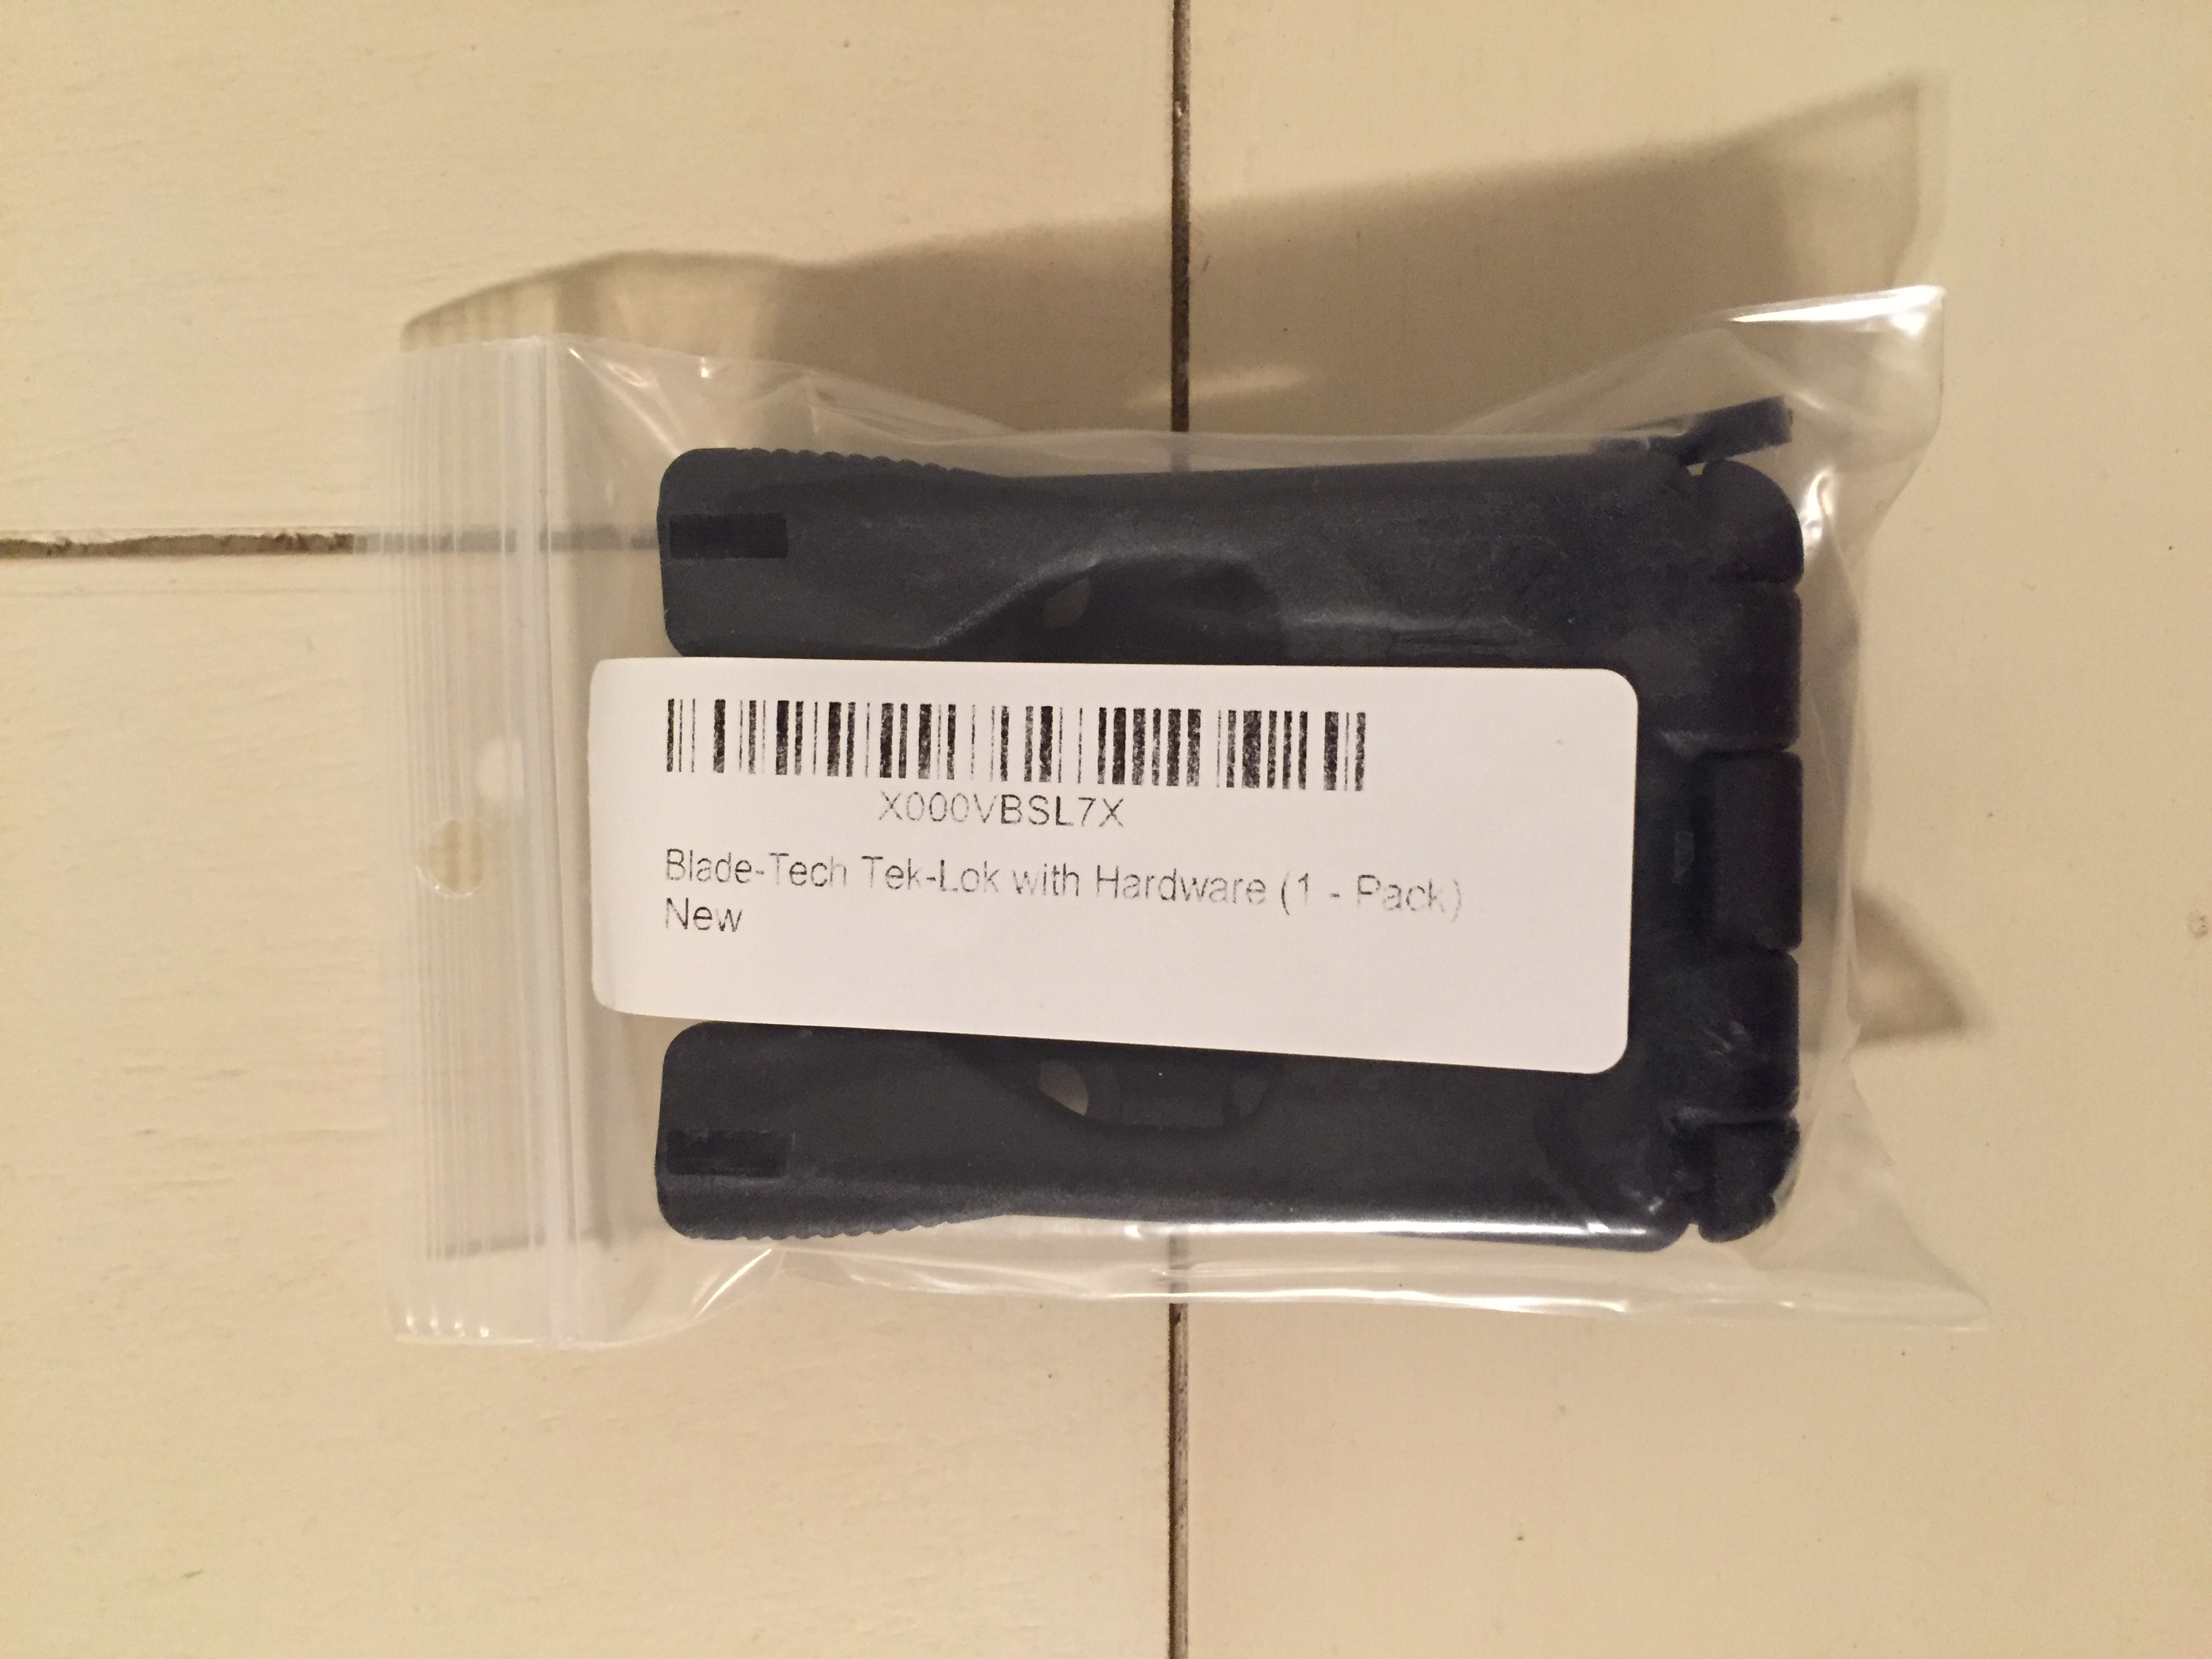 X000VBSL7X
Blade-Tech Tek-Lok with Hardware (1 - Pack)
New